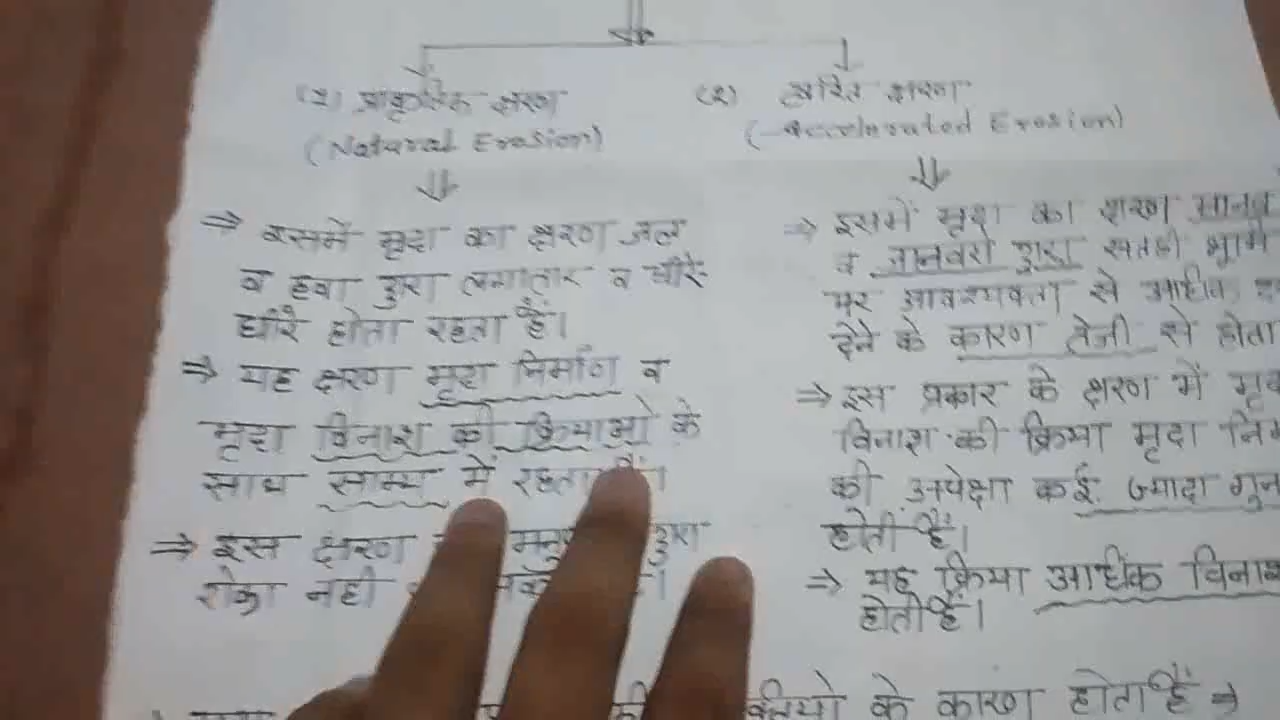 (1) प्राकृतिक क्षरण
(Natural Erosion)
⇒ इसमें मृदा का क्षरण जल
व हवा द्वारा लगातार व धीरे-
धीरे होता रहता हैं।
⇒ यह क्षरण मृदा निर्माण व
मृदा विनाश की क्रियाओ के
साथ साम्य में रहता
⇒ इस क्षरण
रोका नही
(2) त्वरित क्षरण
(Accelerated Erosion)
⇒ इसमें मृदा का क्षरण मानव
व जानवरो द्वारा सतही भूमि
पर आवश्यकता से अधिक
देने के कारण तेजी से होता
⇒ इस प्रकार के क्षरण में
विनाश की क्रिया मृदा
की अपेक्षा कई ज्यादा
होती हैं।
⇒ यह क्रिया अधिक
होती हैं।
के कारण होता हैं ⇒